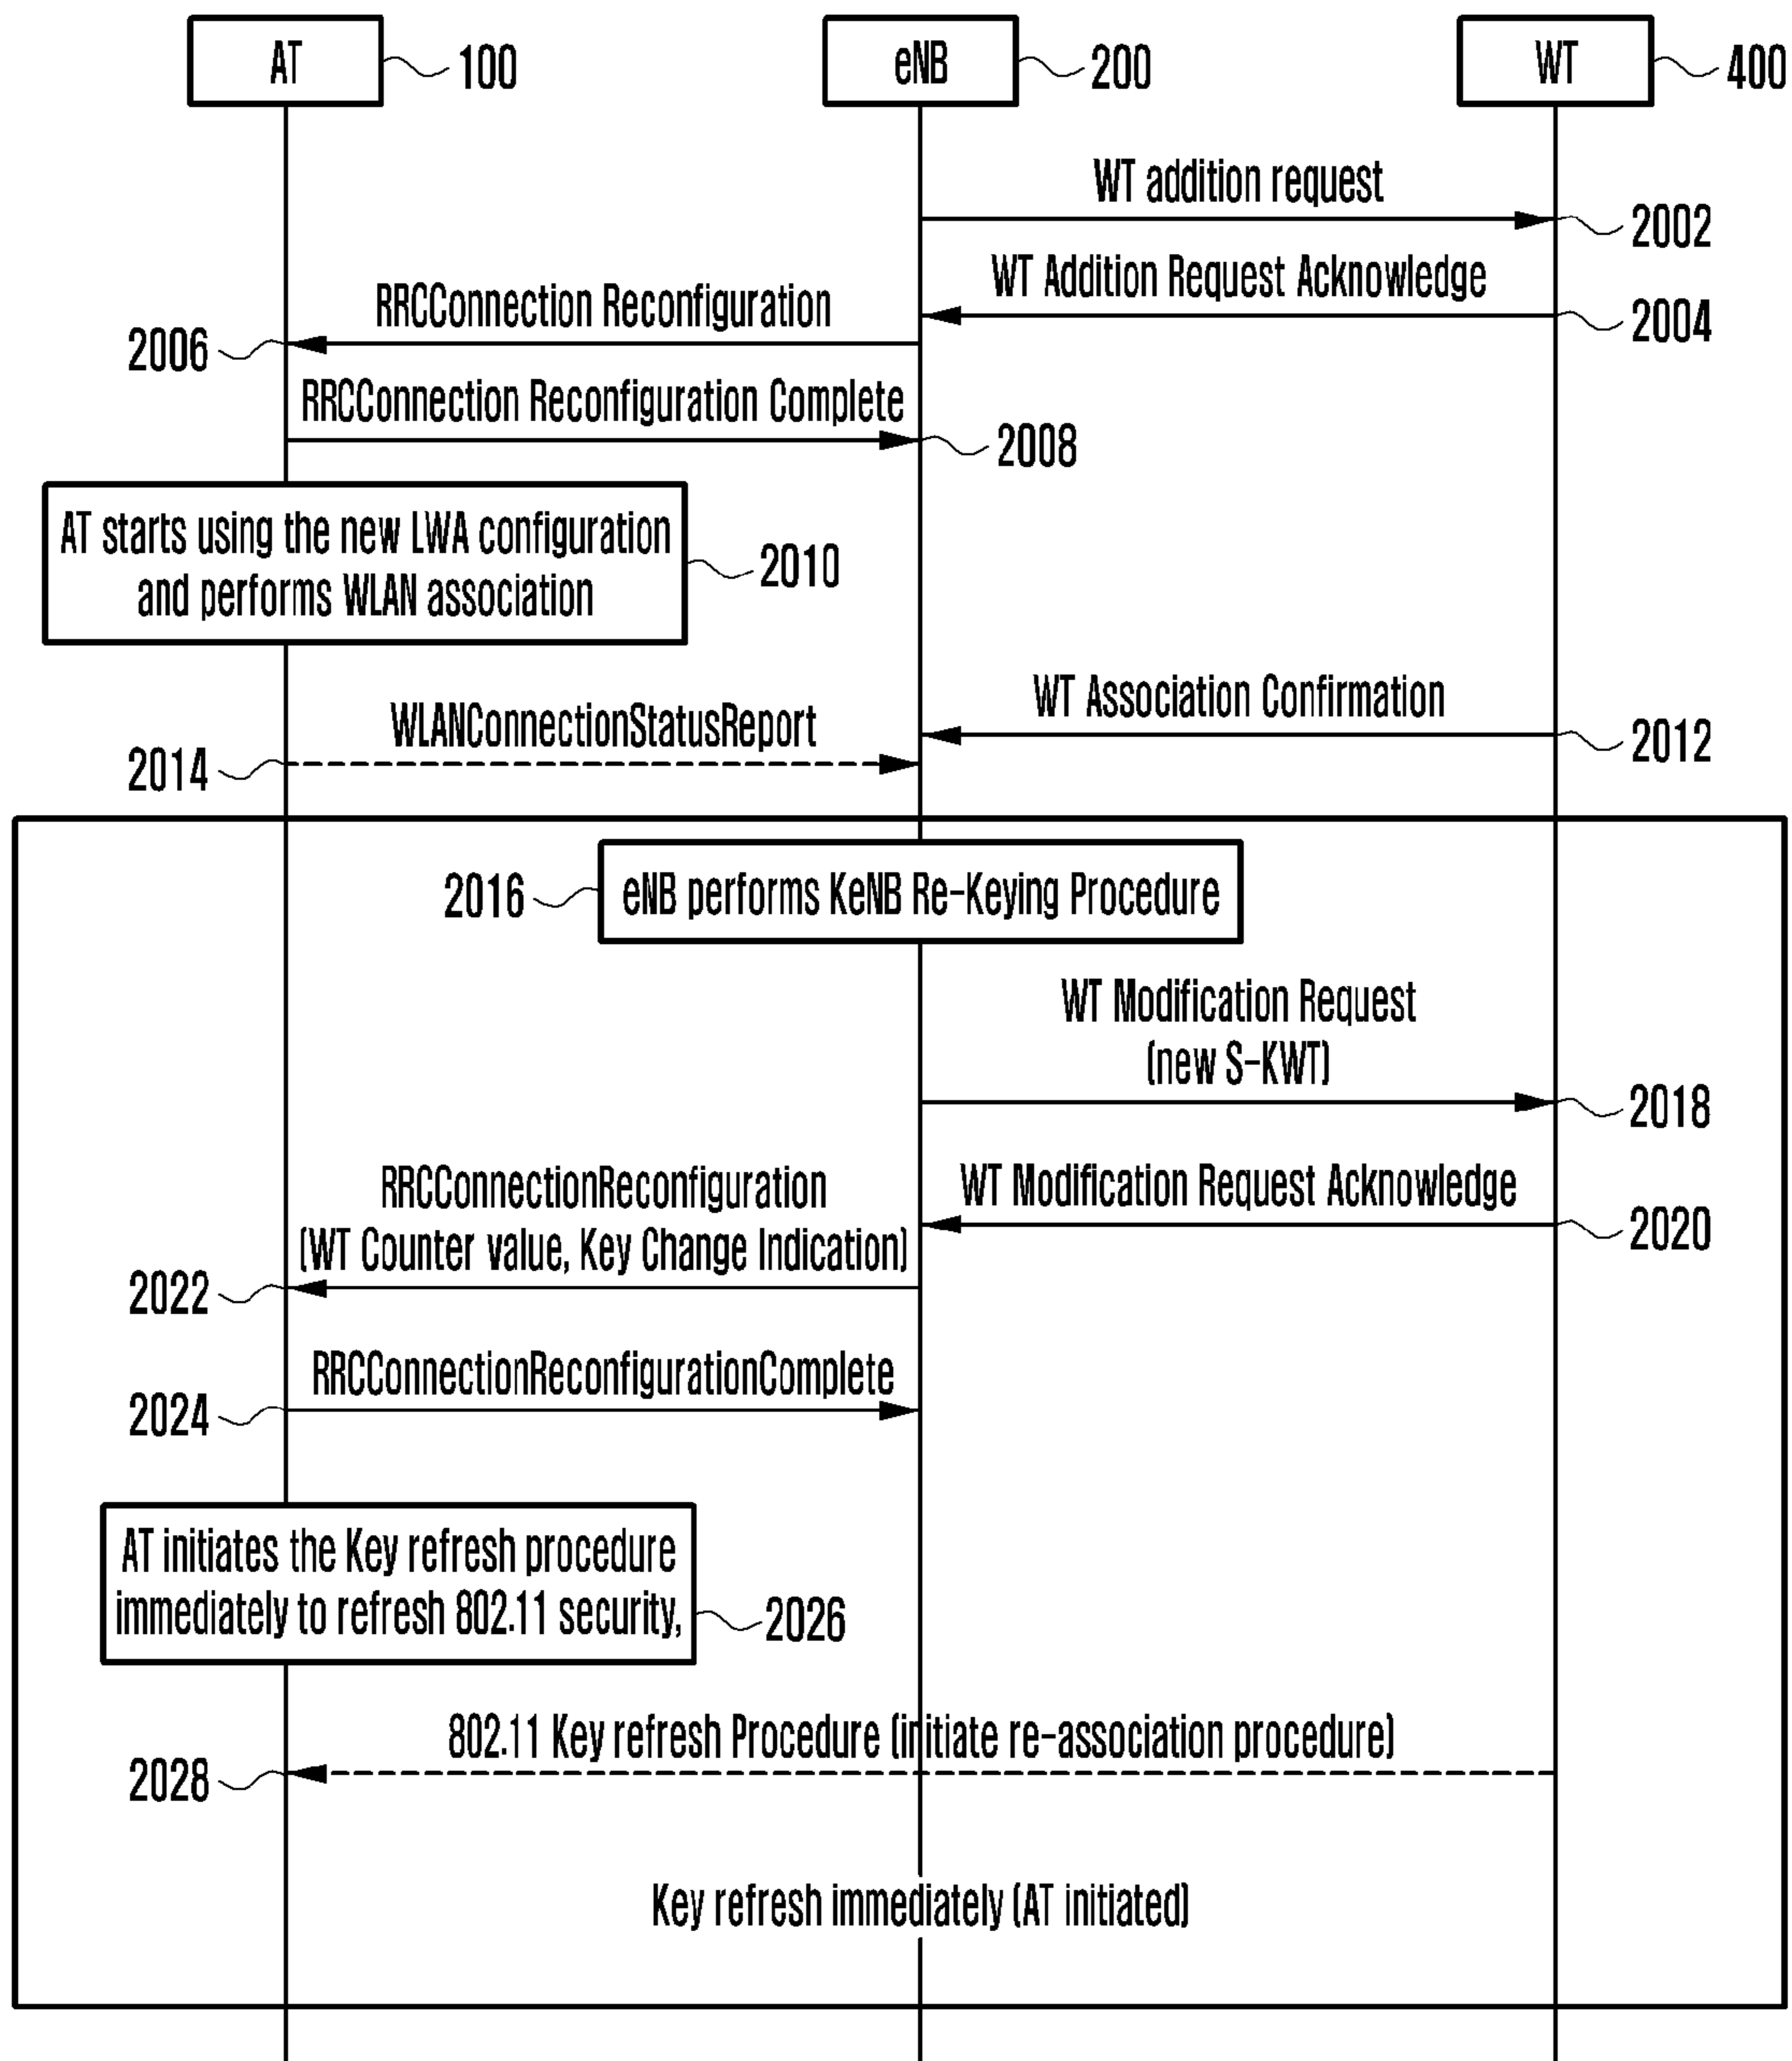 AT
100
eNB
200
WT
400
WT addition request
2002
WT Addition Request Acknowledge
2004
RRCConnection Reconfiguration
2006
RRCConnection Reconfiguration Complete
2008
AT starts using the new LWA configuration
and performs WLAN association
2010
WT Association Confirmation
2012
WLANConnectionStatusReport
2014
2016
eNB performs KeNB Re-Keying Procedure
WT Modification Request
(new S-KWT)
2018
WT Modification Request Acknowledge
2020
RRCConnectionReconfiguration
(WT Counter value, Key Change Indication)
2022
RRCConnectionReconfigurationComplete
2024
AT initiates the Key refresh procedure
immediately to refresh 802.11 security,
2026
802.11 Key refresh Procedure (initiate re-association procedure)
2028
Key refresh immediately (AT initiated)